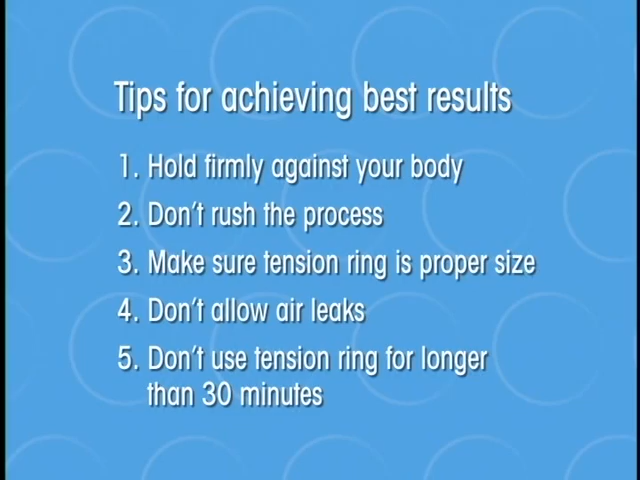 Tips for achieving best results
1. Hold firmly against your body
2. Don't rush the process
3. Make sure tension ring is proper size
4. Don't allow air leaks
5. Don't use tension ring for longer
than 30 minutes